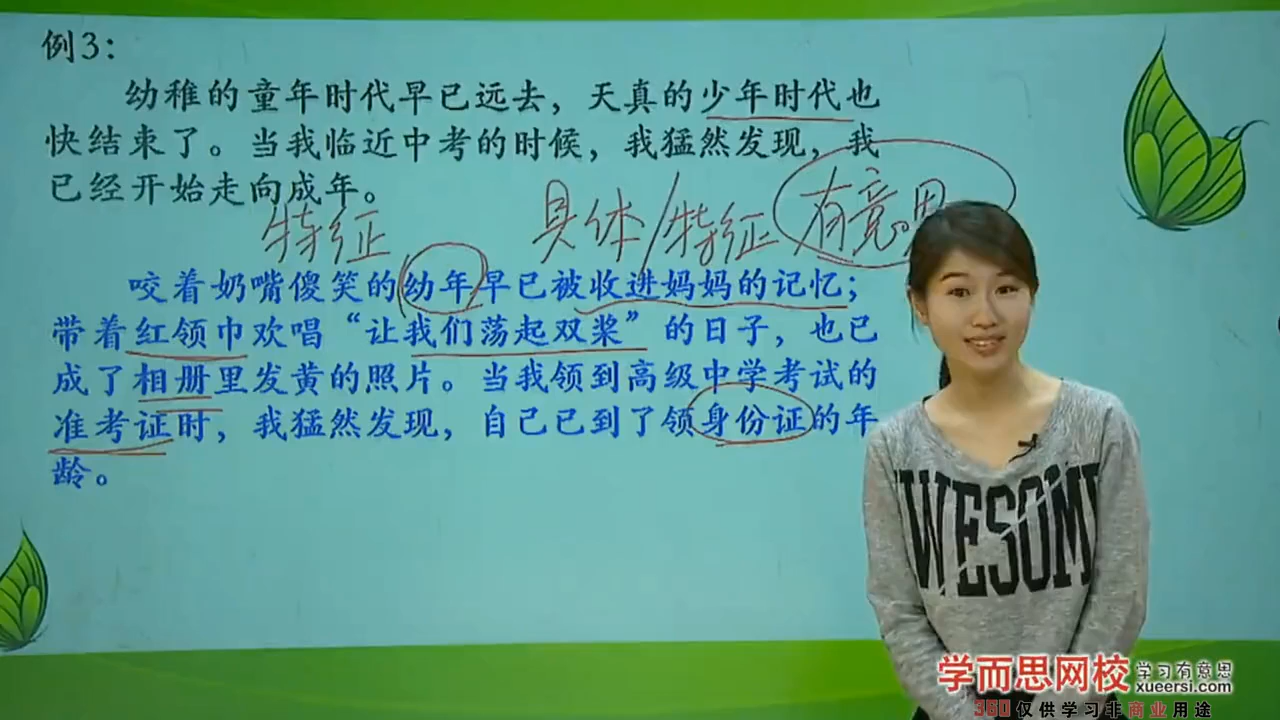 例3：
幼稚的童年时代早已远去，天真的少年时代也
快结束了。当我临近中考的时候，我猛然发现，我
已经开始走向成年。
特征 具体/特征 有意思
咬着奶嘴傻笑的幼年早已被收进妈妈的记忆；
带着红领巾欢唱“让我们荡起双桨”的日子，也已
成了相册里发黄的照片。当我领到高级中学考试的
准考证时，我猛然发现，自己已到了领身份证的年
龄。
AWESOME
学而思网校 学习有意思
xueersi.com
360仅供学习非商业用途